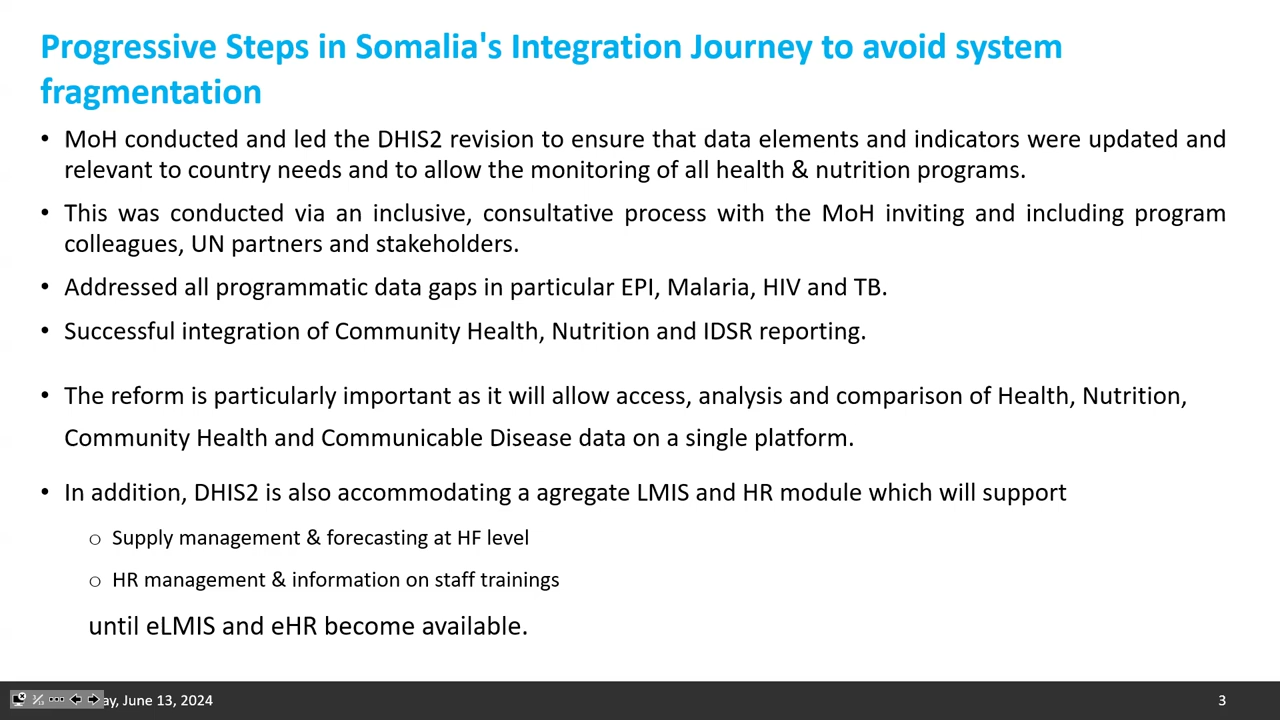 Progressive Steps in Somalia's Integration Journey to avoid system
fragmentation
• MoH conducted and led the DHIS2 revision to ensure that data elements and indicators were updated and
relevant to country needs and to allow the monitoring of all health & nutrition programs.
• This was conducted via an inclusive, consultative process with the MoH inviting and including program
colleagues, UN partners and stakeholders.
• Addressed all programmatic data gaps in particular EPI, Malaria, HIV and TB.
• Successful integration of Community Health, Nutrition and IDSR reporting.
• The reform is particularly important as it will allow access, analysis and comparison of Health, Nutrition,
Community Health and Communicable Disease data on a single platform.
• In addition, DHIS2 is also accommodating a agregate LMIS and HR module which will support
○ Supply management & forecasting at HF level
○ HR management & information on staff trainings
until eLMIS and eHR become available.
ay, June 13, 2024
3